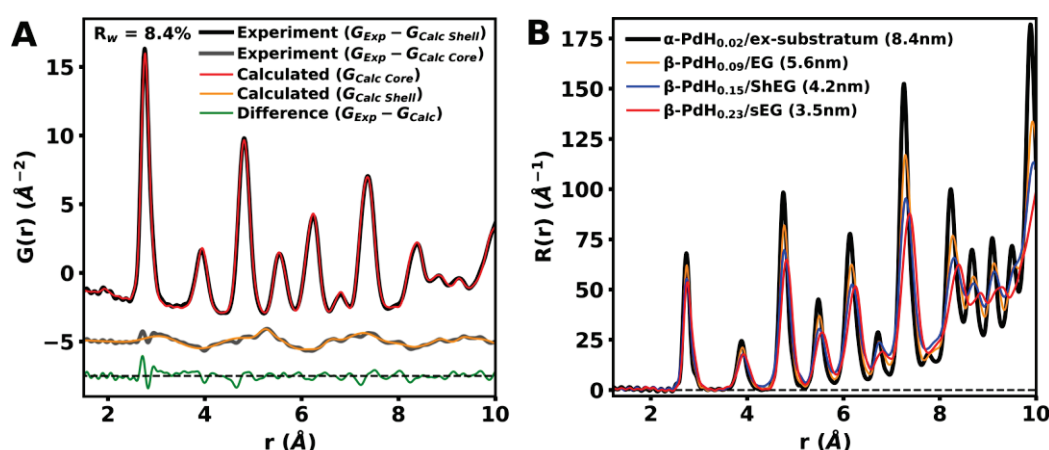 A
R_w = 8.4%
Experiment (G_Exp − G_Calc Shell)
Experiment (G_Exp − G_Calc Core)
Calculated (G_Calc Core)
Calculated (G_Calc Shell)
Difference (G_Exp − G_Calc)
G(r) (Å⁻²)
15
10
5
0
−5
2 4 6 8 10
r (Å)
B
α-PdH₀.₀₂/ex-substratum (8.4nm)
β-PdH₀.₀₉/EG (5.6nm)
β-PdH₀.₁₅/ShEG (4.2nm)
β-PdH₀.₂₃/sEG (3.5nm)
R(r) (Å⁻¹)
175
150
125
100
75
50
25
0
2 4 6 8 10
r (Å)